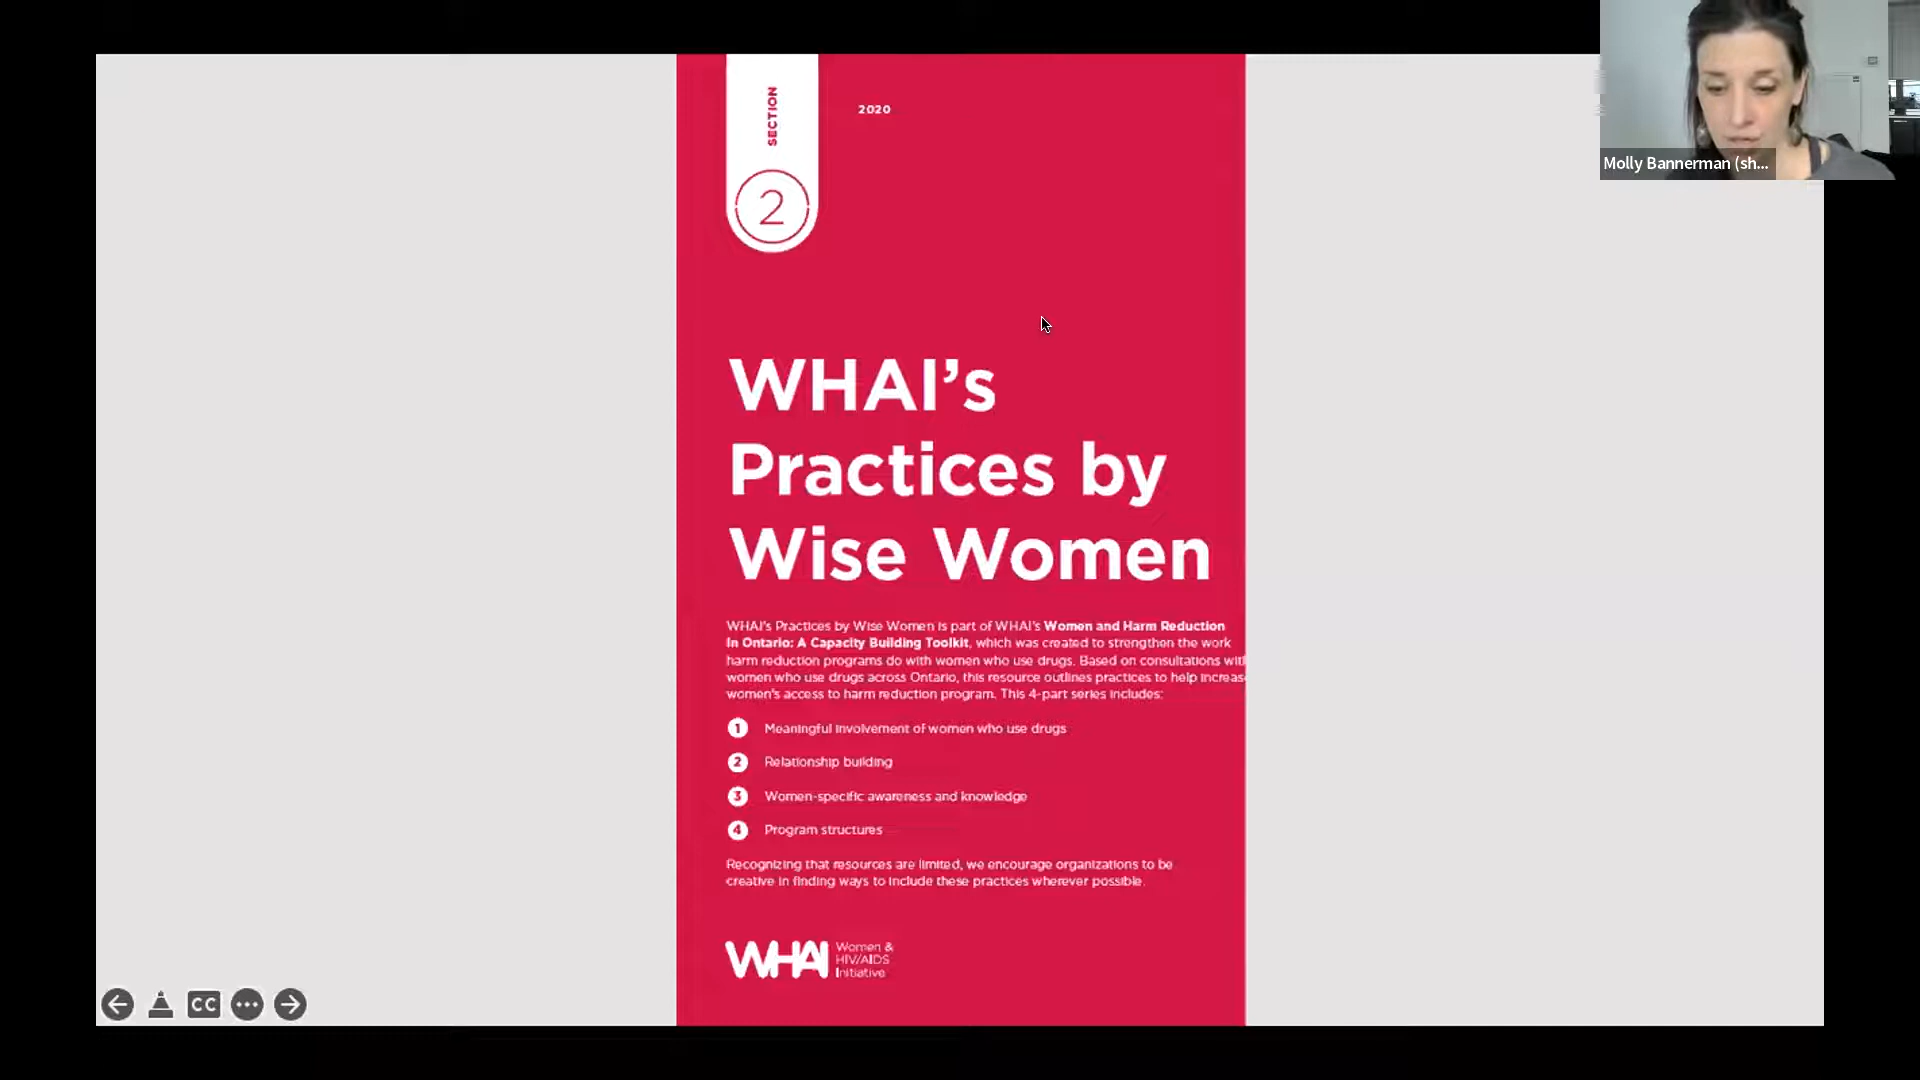 SECTION
2
2020
Molly Bannerman (sh...
WHAI's
Practices by
Wise Women
WHAI's Practices by Wise Women is part of WHAI's Women and Harm Reduction
In Ontario: A Capacity Building Toolkit, which was created to strengthen the work
harm reduction programs do with women who use drugs. Based on consultations with
women who use drugs across Ontario, this resource outlines practices to help increas
women's access to harm reduction program. This 4-part series includes:
1 Meaningful involvement of women who use drugs
2 Relationship building
3 Women-specific awareness and knowledge
4 Program structures
Recognizing that resources are limited, we encourage organizations to be
creative in finding ways to include these practices wherever possible.
WHAI
Women &
HIV/AIDS
Initiative
CC